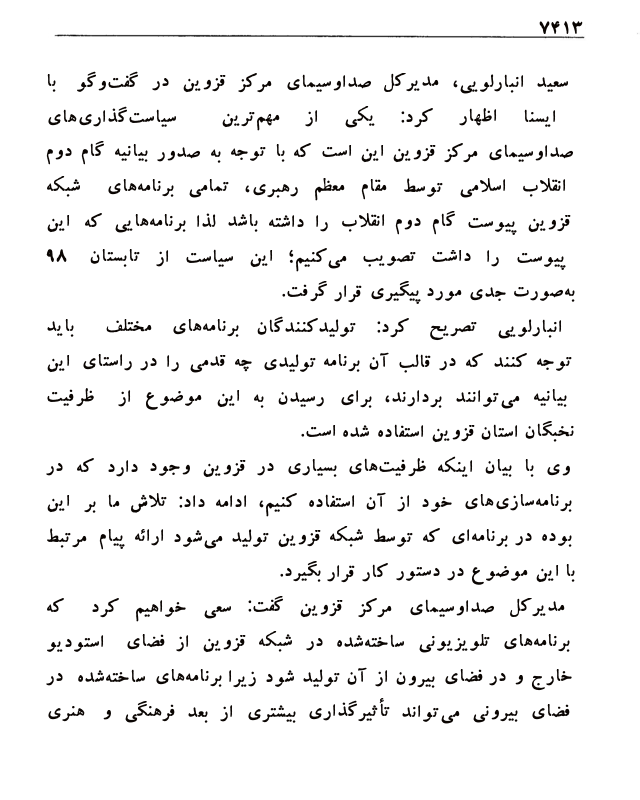 ۷۴۱۳
سعید انبارلویی، مدیرکل صداوسیمای مرکز قزوین در گفت‌وگو با
ایسنا اظهار کرد: یکی از مهم‌ترین سیاست‌گذاری‌های
صداوسیمای مرکز قزوین این است که با توجه به صدور بیانیه گام دوم
انقلاب اسلامی توسط مقام معظم رهبری، تمامی برنامه‌های شبکه
قزوین پیوست گام دوم انقلاب را داشته باشد لذا برنامه‌هایی که این
پیوست را داشت تصویب می‌کنیم؛ این سیاست از تابستان ۹۸
به‌صورت جدی مورد پیگیری قرار گرفت.
انبارلویی تصریح کرد: تولیدکنندگان برنامه‌های مختلف باید
توجه کنند که در قالب آن برنامه تولیدی چه قدمی را در راستای این
بیانیه می‌توانند بردارند، برای رسیدن به این موضوع از ظرفیت
نخبگان استان قزوین استفاده شده است.
وی با بیان اینکه ظرفیت‌های بسیاری در قزوین وجود دارد که در
برنامه‌سازی‌های خود از آن استفاده کنیم، ادامه داد: تلاش ما بر این
بوده در برنامه‌ای که توسط شبکه قزوین تولید می‌شود ارائه پیام مرتبط
با این موضوع در دستور کار قرار بگیرد.
مدیرکل صداوسیمای مرکز قزوین گفت: سعی خواهیم کرد که
برنامه‌های تلویزیونی ساخته‌شده در شبکه قزوین از فضای استودیو
خارج و در فضای بیرون از آن تولید شود زیرا برنامه‌های ساخته‌شده در
فضای بیرونی می‌تواند تأثیرگذاری بیشتری از بعد فرهنگی و هنری